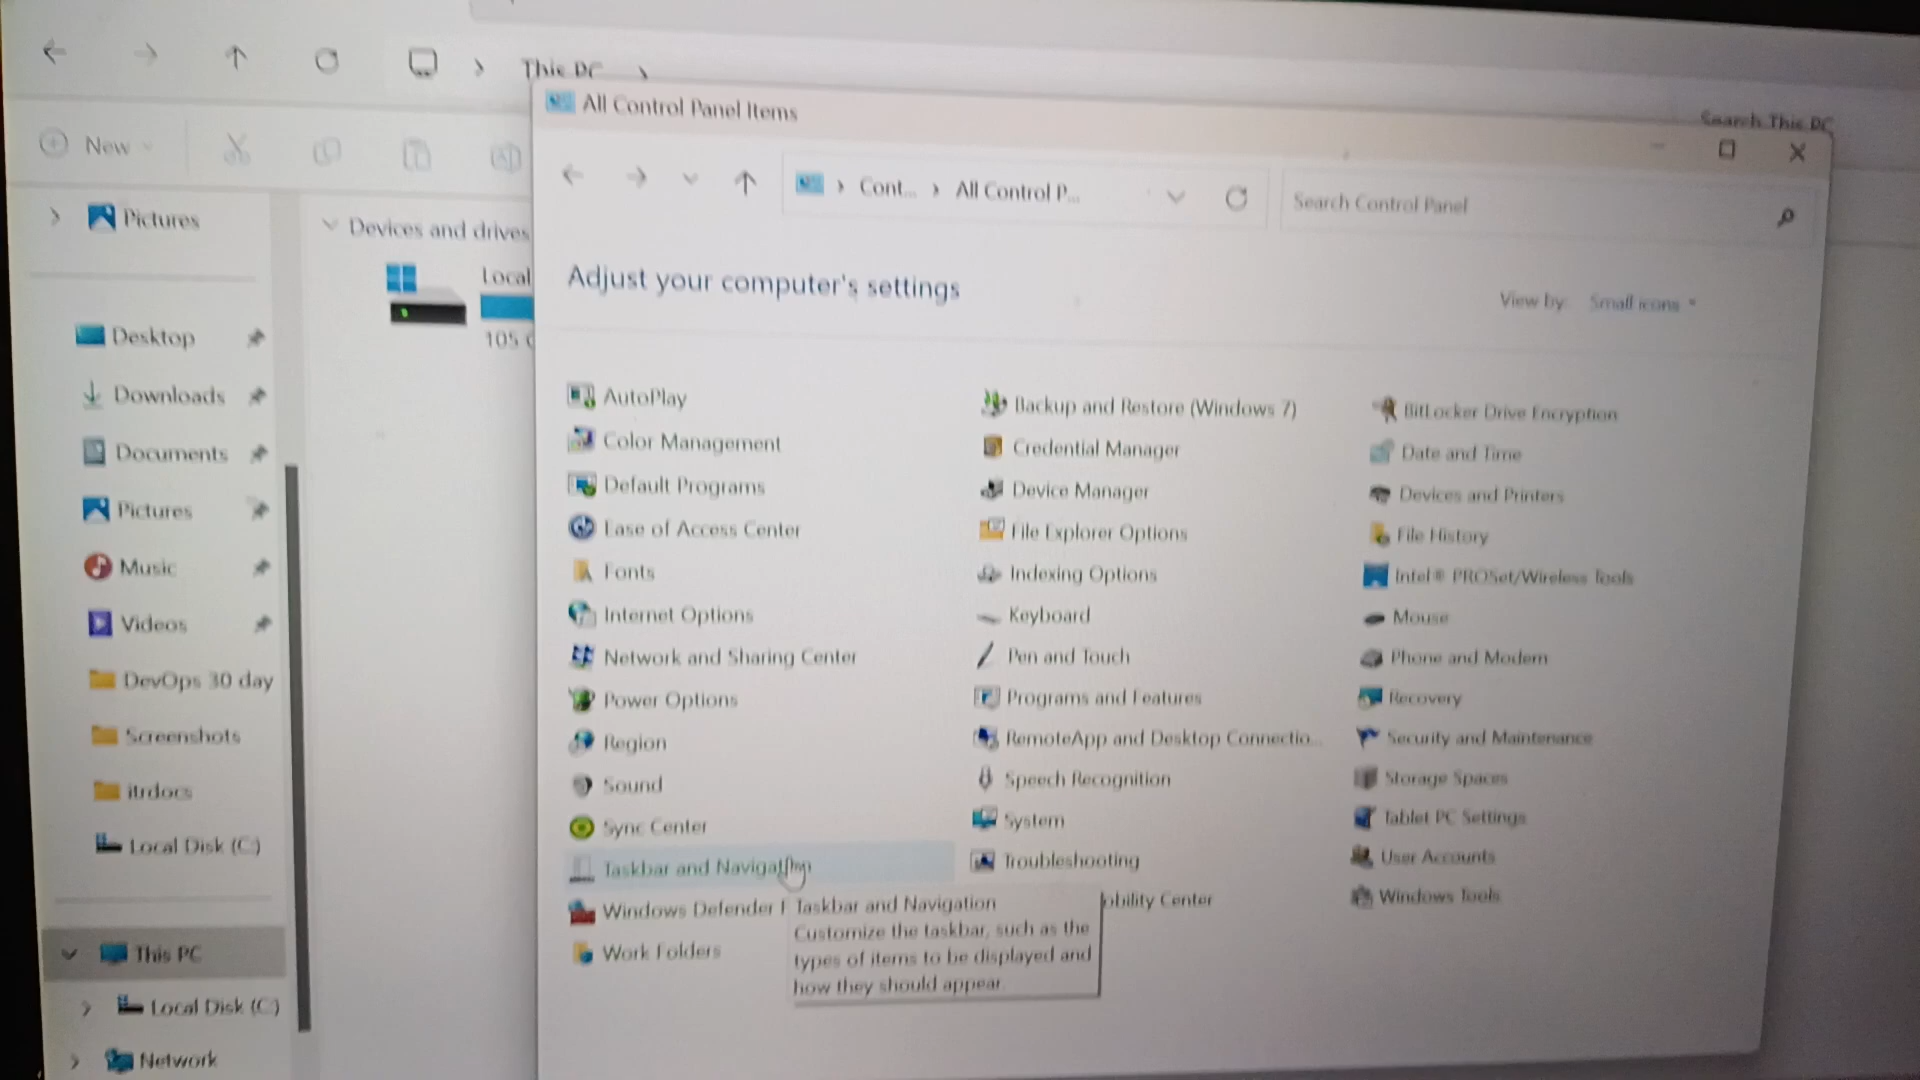 This PC
Search This PC
New
Pictures
Desktop
Downloads
Documents
Pictures
Music
Videos
DevOps 30 day
Screenshots
itrdocs
Local Disk (C:)
This PC
Local Disk (C:)
Network
Devices and drives
Local
105
All Control Panel Items
Cont... All Control P...
Search Control Panel
Adjust your computer's settings
View by: Small icons
AutoPlay
Color Management
Default Programs
Ease of Access Center
Fonts
Internet Options
Network and Sharing Center
Power Options
Region
Sound
Sync Center
Taskbar and Navigation
Windows Defender
Work Folders
Backup and Restore (Windows 7)
Credential Manager
Device Manager
File Explorer Options
Indexing Options
Keyboard
Pen and Touch
Programs and Features
RemoteApp and Desktop Connectio...
Speech Recognition
System
Troubleshooting
obility Center
BitLocker Drive Encryption
Date and Time
Devices and Printers
File History
Intel® PROSet/Wireless Tools
Mouse
Phone and Modem
Recovery
Security and Maintenance
Storage Spaces
Tablet PC Settings
User Accounts
Windows Tools
Taskbar and Navigation
Customize the taskbar, such as the
types of items to be displayed and
how they should appear.